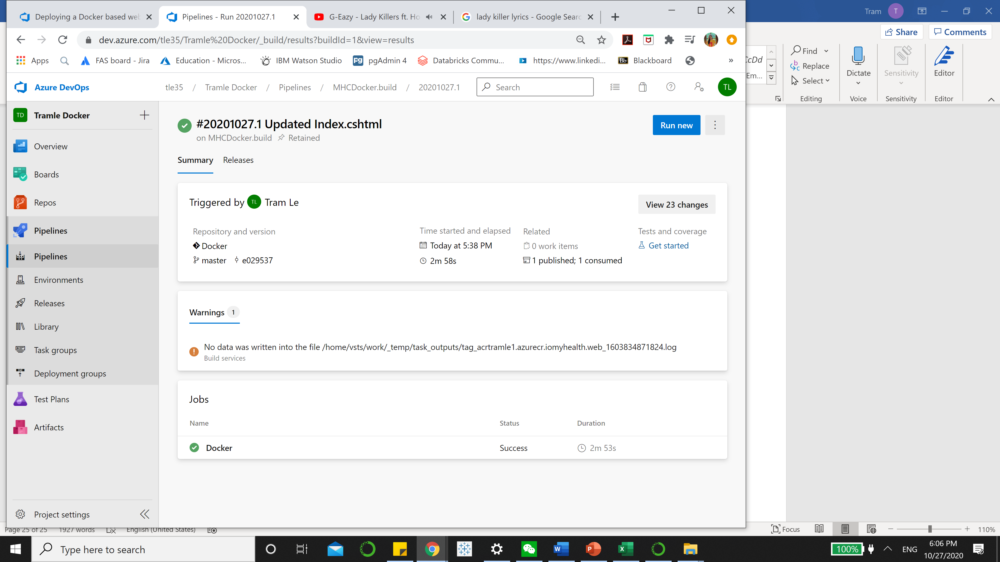 Deploying a Docker based web
Pipelines - Run 20201027.1
G-Eazy - Lady Killers ft. Ho
lady killer lyrics - Google Searc
Tram
T
Share
Comments
dev.azure.com/tle35/Tramle%20Docker/_build/results?buildId=1&view=results
Apps
FAS board - Jira
Education - Micros...
IBM Watson Studio
pgAdmin 4
Databricks Commu...
https://www.linkedi...
Bb
Blackboard
»
CcDd
Em...
Find
Replace
Select
Dictate
Sensitivity
Editor
Editing
Voice
Sensitivity
Editor
Azure DevOps
tle35 / Tramle Docker / Pipelines / MHCDocker.build / 20201027.1
Search
TL
TD
Tramle Docker
Overview
Boards
Repos
Pipelines
Pipelines
Environments
Releases
Library
Task groups
Deployment groups
Test Plans
Artifacts
Project settings
#20201027.1 Updated Index.cshtml
on MHCDocker.build
Retained
Run new
Summary
Releases
Triggered by TL Tram Le
View 23 changes
Repository and version
Time started and elapsed
Related
Tests and coverage
Docker
Today at 5:38 PM
0 work items
Get started
master
e029537
2m 58s
1 published; 1 consumed
Warnings 1
No data was written into the file /home/vsts/work/_temp/task_outputs/tag_acrtramle1.azurecr.iomyhealth.web_1603834871824.log
Build services
Jobs
Name
Status
Duration
Docker
Success
2m 53s
Page 25 of 25
1927 words
English (United States)
Focus
110%
Type here to search
100%
ENG
6:06 PM
10/27/2020